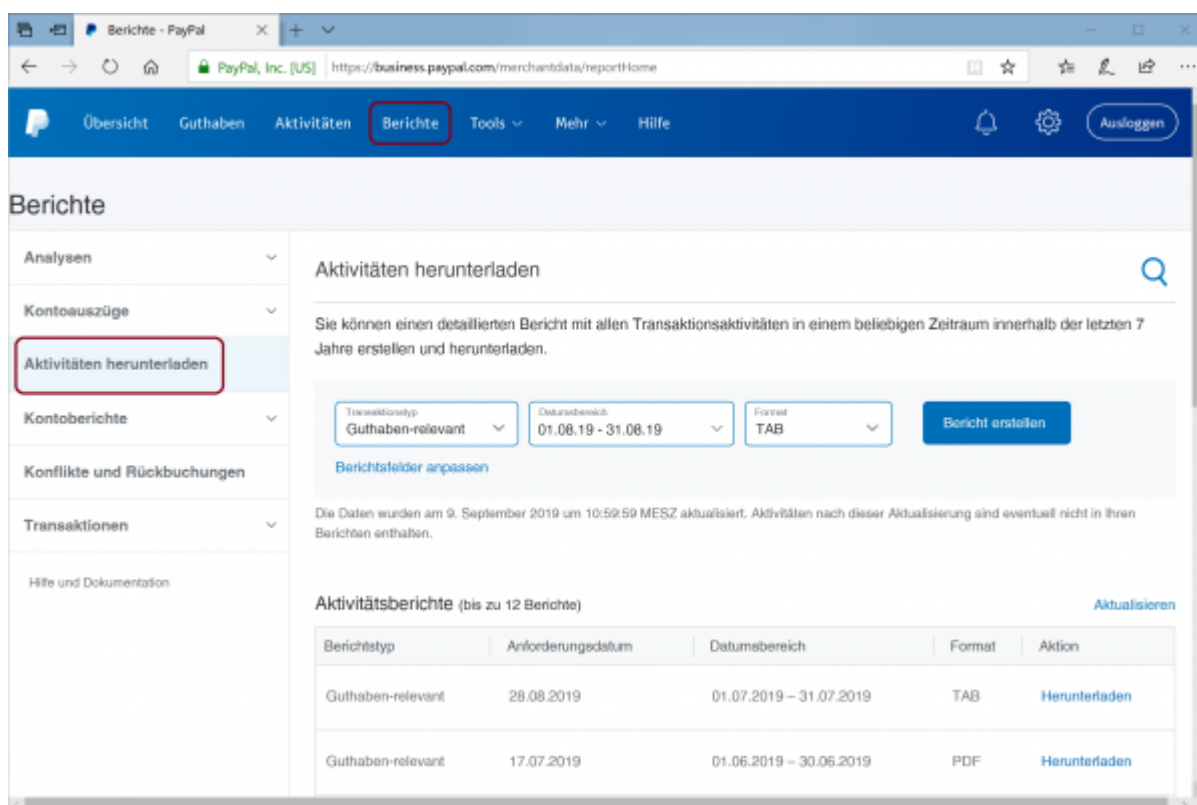 Berichte - PayPal
PayPal, Inc. [US] https://business.paypal.com/merchantdata/reportHome
Übersicht Guthaben Aktivitäten Berichte Tools Mehr Hilfe Ausloggen
Berichte
Analysen
Kontoauszüge
Aktivitäten herunterladen
Kontoberichte
Konflikte und Rückbuchungen
Transaktionen
Hilfe und Dokumentation
Aktivitäten herunterladen
Sie können einen detaillierten Bericht mit allen Transaktionsaktivitäten in einem beliebigen Zeitraum innerhalb der letzten 7
Jahre erstellen und herunterladen.
Transaktionstyp Datumsbereich Format
Guthaben-relevant 01.08.19 - 31.08.19 TAB Bericht erstellen
Berichtsfelder anpassen
Die Daten wurden am 9. September 2019 um 10:59:59 MESZ aktualisiert. Aktivitäten nach dieser Aktualisierung sind eventuell nicht in Ihren
Berichten enthalten.
Aktivitätsberichte (bis zu 12 Berichte) Aktualisieren
Berichtstyp Anforderungsdatum Datumsbereich Format Aktion
Guthaben-relevant 28.08.2019 01.07.2019 – 31.07.2019 TAB Herunterladen
Guthaben-relevant 17.07.2019 01.06.2019 – 30.06.2019 PDF Herunterladen